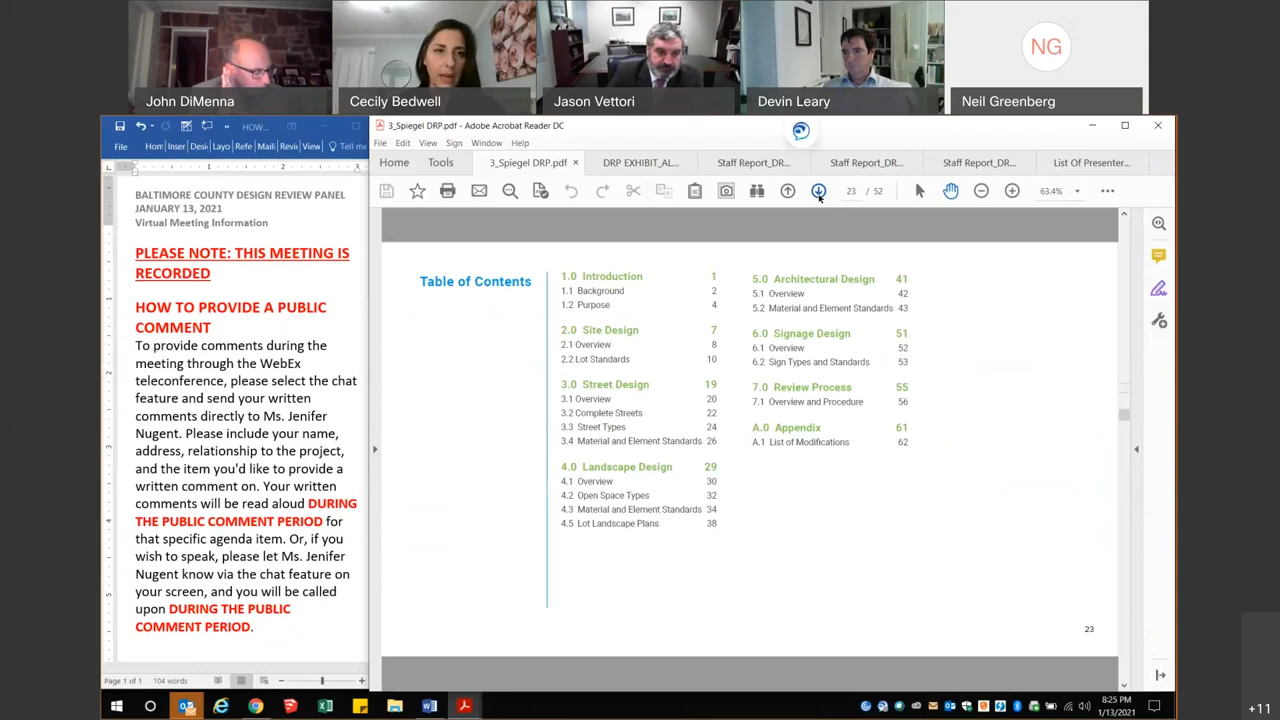 John DiMenna
Cecily Bedwell
Jason Vettori
Devin Leary
NG
Neil Greenberg
HOW...
File
Hom
Inser
Desig
Layo
Refe
Maili
Revie
View
Tell me
BALTIMORE COUNTY DESIGN REVIEW PANEL
JANUARY 13, 2021
Virtual Meeting Information
PLEASE NOTE: THIS MEETING IS
RECORDED
HOW TO PROVIDE A PUBLIC
COMMENT
To provide comments during the
meeting through the WebEx
teleconference, please select the chat
feature and send your written
comments directly to Ms. Jenifer
Nugent. Please include your name,
address, relationship to the project,
and the item you'd like to provide a
written comment on. Your written
comments will be read aloud DURING
THE PUBLIC COMMENT PERIOD for
that specific agenda item. Or, if you
wish to speak, please let Ms. Jenifer
Nugent know via the chat feature on
your screen, and you will be called
upon DURING THE PUBLIC
COMMENT PERIOD.
Page 1 of 1 104 words
3_Spiegel DRP.pdf - Adobe Acrobat Reader DC
File Edit View Sign Window Help
Home Tools 3_Spiegel DRP.pdf × DRP EXHIBIT_AL... Staff Report_DR... Staff Report_DR... Staff Report_DR... List Of Presenter...
23 / 52 63.4%
Table of Contents
1.0 Introduction 1
1.1 Background 2
1.2 Purpose 4
2.0 Site Design 7
2.1 Overview 8
2.2 Lot Standards 10
3.0 Street Design 19
3.1 Overview 20
3.2 Complete Streets 22
3.3 Street Types 24
3.4 Material and Element Standards 26
4.0 Landscape Design 29
4.1 Overview 30
4.2 Open Space Types 32
4.3 Material and Element Standards 34
4.5 Lot Landscape Plans 38
5.0 Architectural Design 41
5.1 Overview 42
5.2 Material and Element Standards 43
6.0 Signage Design 51
6.1 Overview 52
6.2 Sign Types and Standards 53
7.0 Review Process 55
7.1 Overview and Procedure 56
A.0 Appendix 61
A.1 List of Modifications 62
23
8:25 PM
1/13/2021
+11